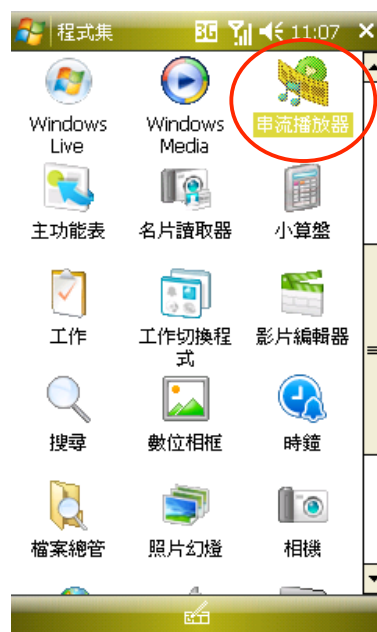 程式集 3G 11:07
Windows Live
Windows Media
串流播放器
主功能表
名片讀取器
小算盤
工作
工作切換程式
影片編輯器
搜尋
數位相框
時鐘
檔案總管
照片幻燈
相機